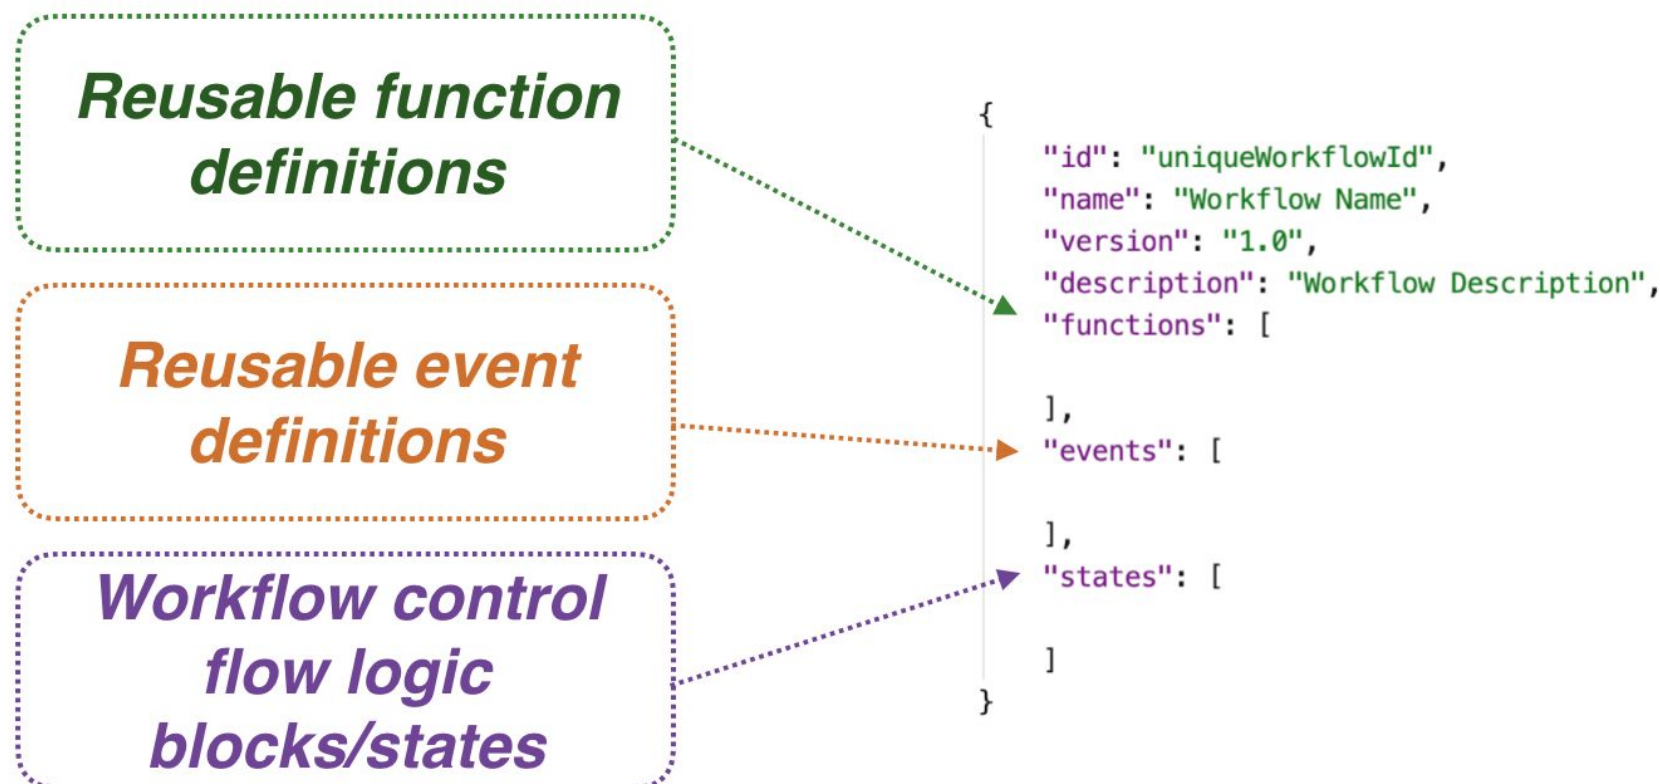 Reusable function
definitions
Reusable event
definitions
Workflow control
flow logic
blocks/states
{
"id": "uniqueWorkflowId",
"name": "Workflow Name",
"version": "1.0",
"description": "Workflow Description",
"functions": [
],
"events": [
],
"states": [
]
}